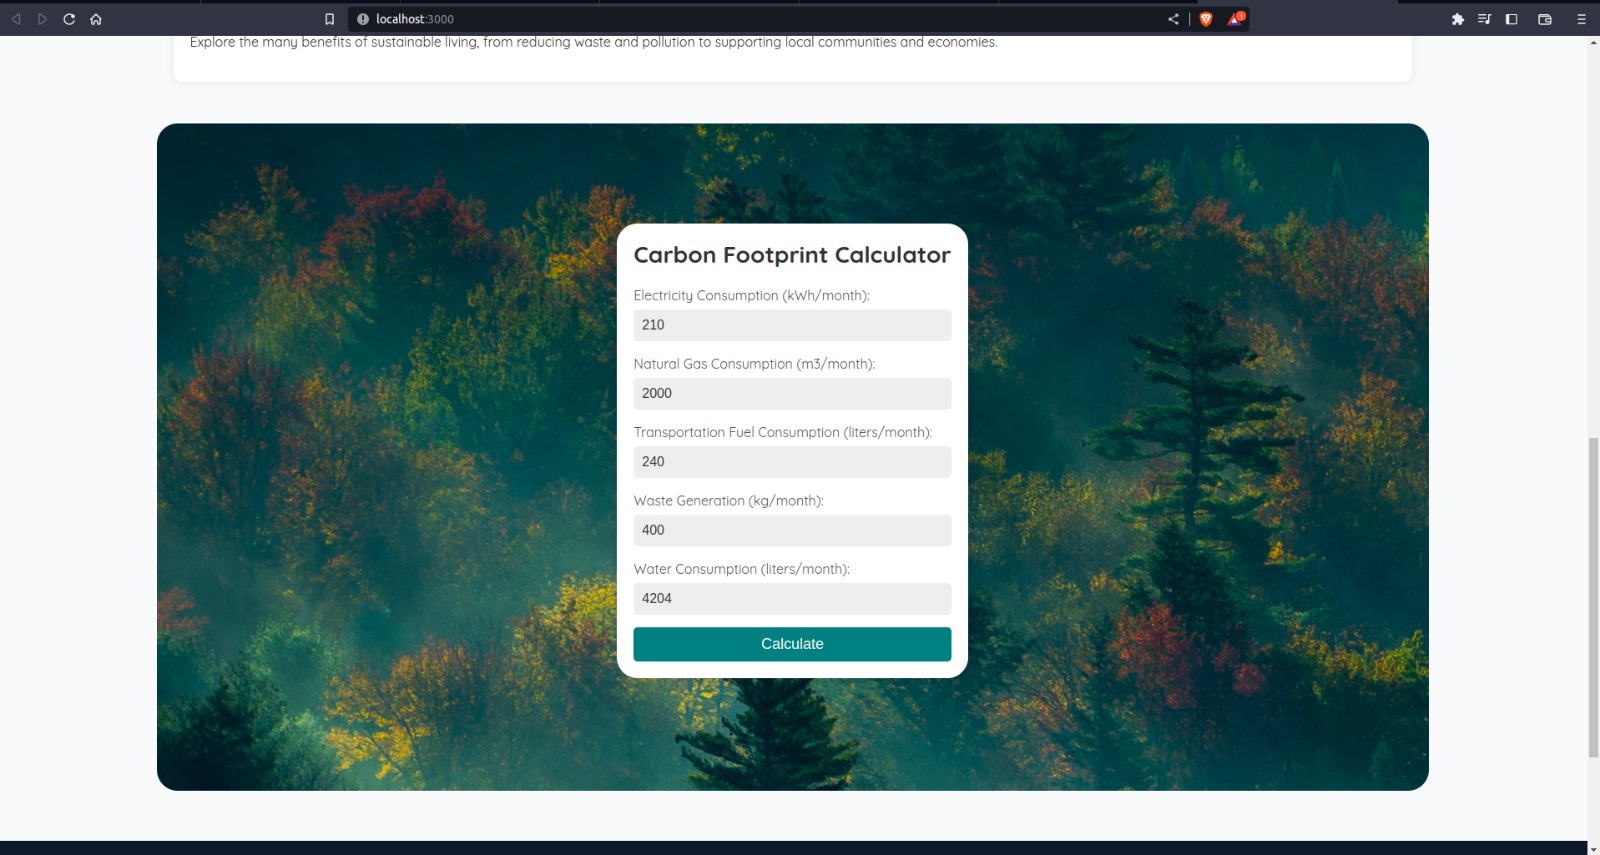 localhost:3000
1
Explore the many benefits of sustainable living, from reducing waste and pollution to supporting local communities and economies.
Carbon Footprint Calculator
Electricity Consumption (kWh/month):
210
Natural Gas Consumption (m3/month):
2000
Transportation Fuel Consumption (liters/month):
240
Waste Generation (kg/month):
400
Water Consumption (liters/month):
4204
Calculate